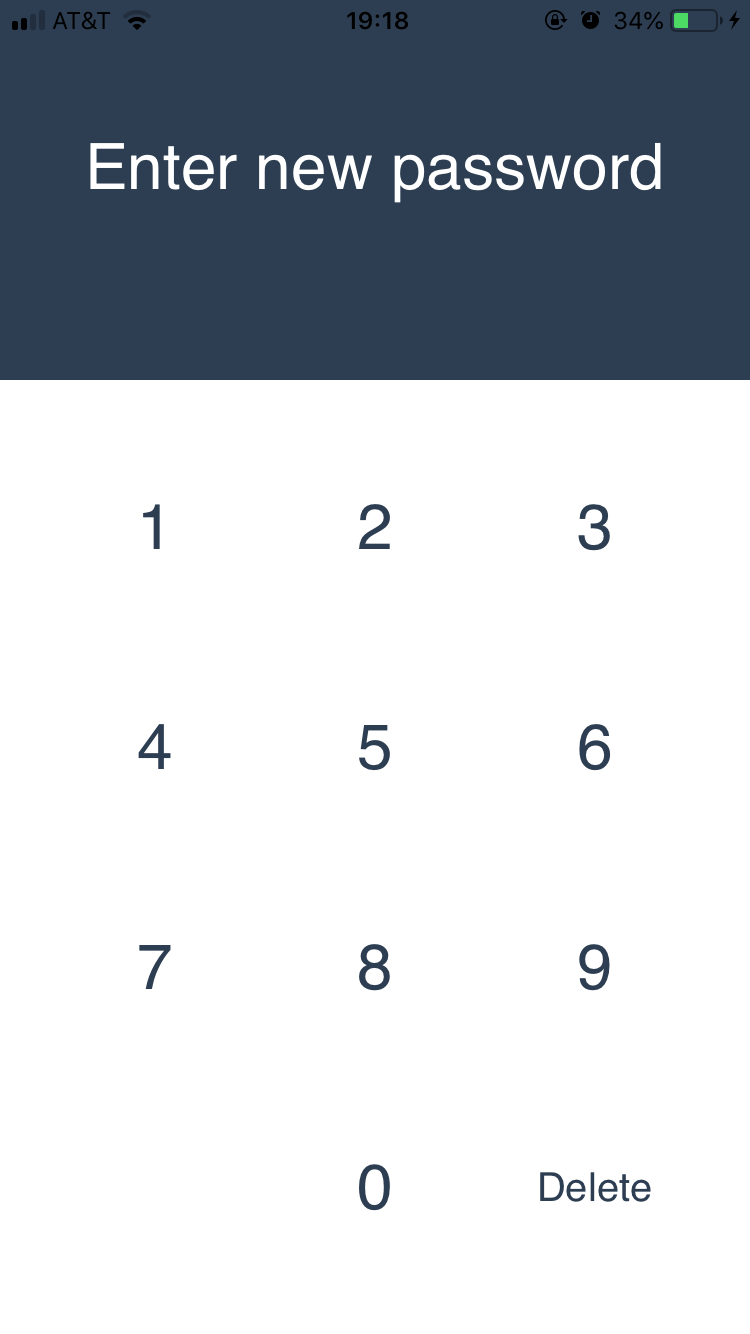 AT&T 19:18 34%
Enter new password
1 2 3
4 5 6
7 8 9
0 Delete